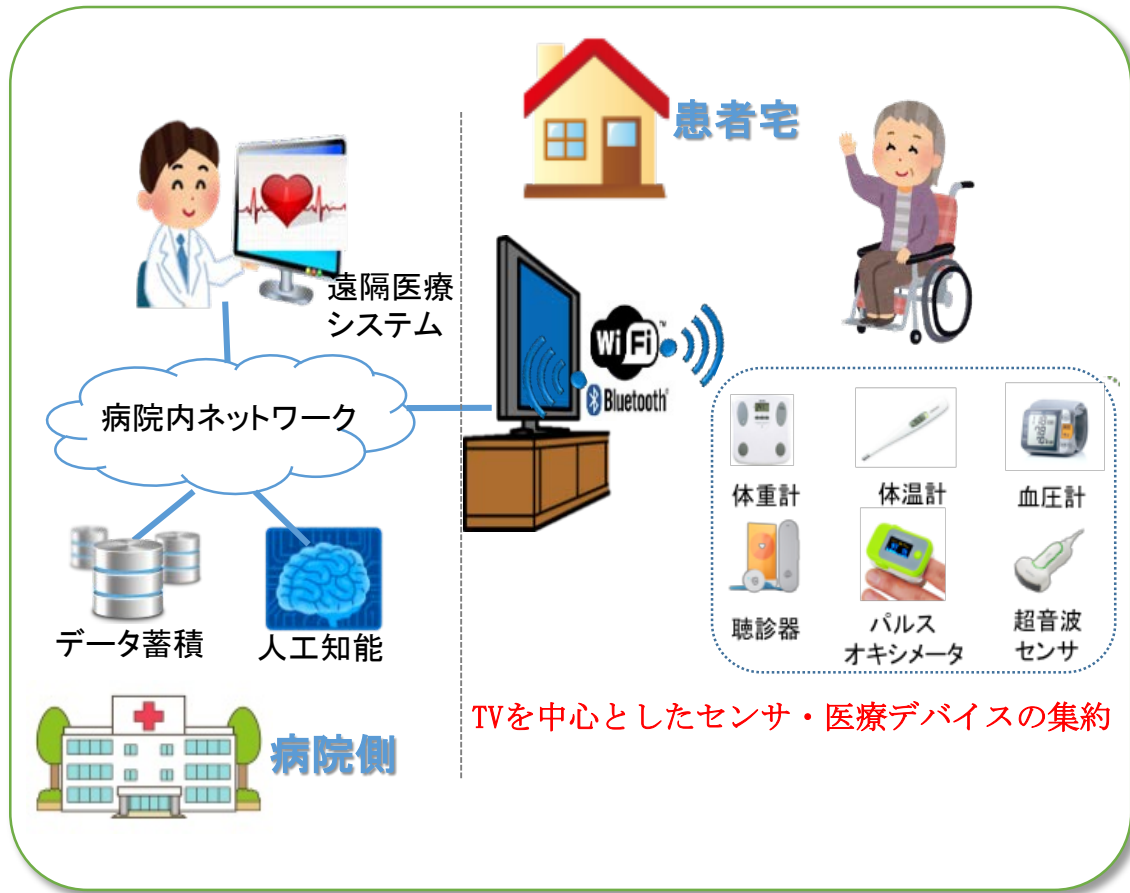 患者宅
遠隔医療
システム
WiFi™
Bluetooth®
病院内ネットワーク
体重計
体温計
血圧計
聴診器
パルス
オキシメータ
超音波
センサ
データ蓄積
人工知能
TVを中心としたセンサ・医療デバイスの集約
病院側